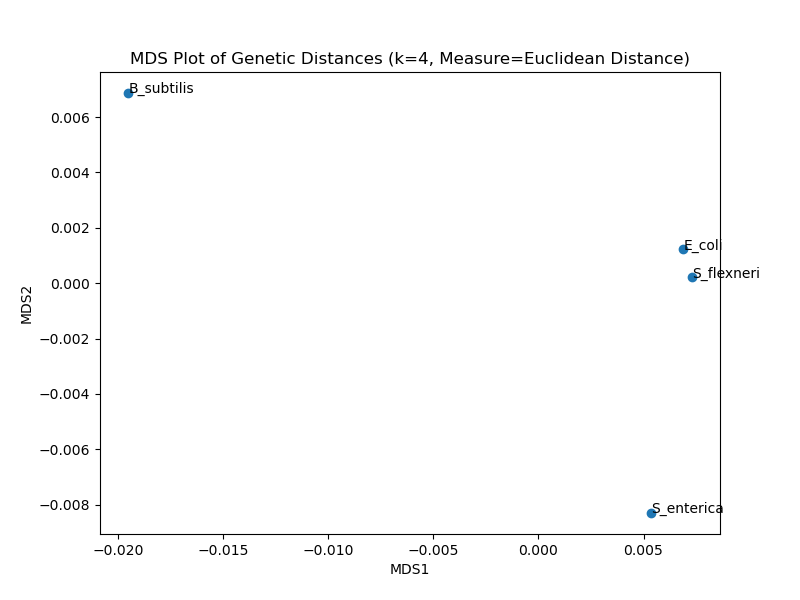 MDS Plot of Genetic Distances (k=4, Measure=Euclidean Distance)
B_subtilis
0.006
0.004
0.002
E_coli
S_flexneri
0.000
MDS2
−0.002
−0.004
−0.006
−0.008
S_enterica
−0.020
−0.015
−0.010
−0.005
0.000
0.005
MDS1